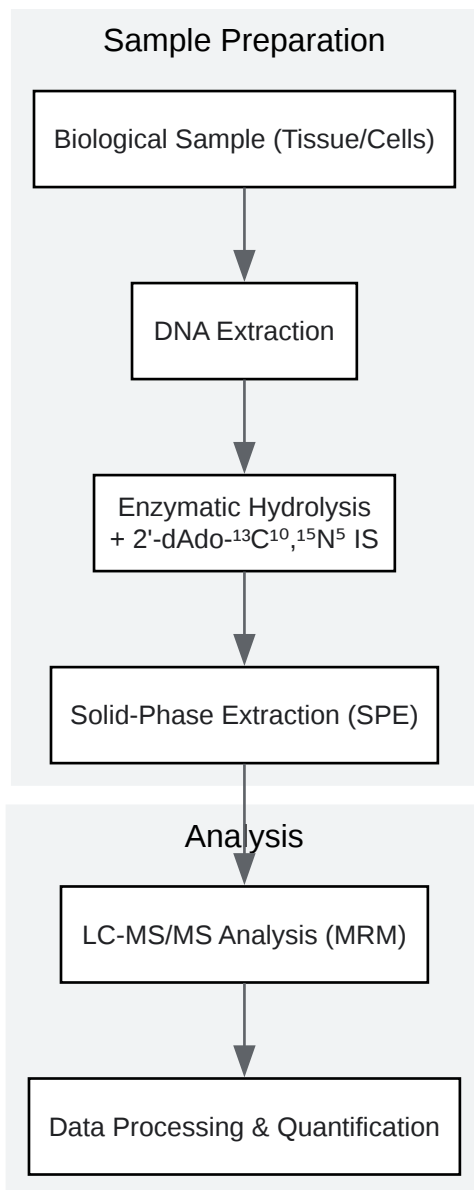 Sample Preparation
Biological Sample (Tissue/Cells)
DNA Extraction
Enzymatic Hydrolysis
+ 2'-dAdo-¹³C¹⁰,¹⁵N⁵ IS
Solid-Phase Extraction (SPE)
Analysis
LC-MS/MS Analysis (MRM)
Data Processing & Quantification